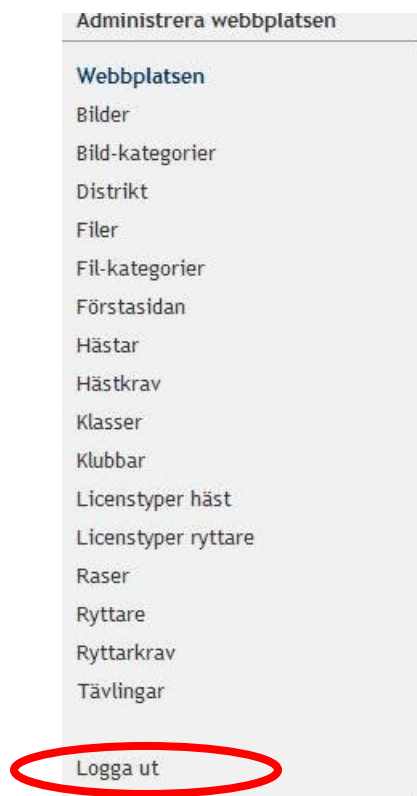 Administrera webbplatsen
Webbplatsen
Bilder
Bild-kategorier
Distrikt
Filer
Fil-kategorier
Förstasidan
Hästar
Hästkrav
Klasser
Klubbar
Licenstyper häst
Licenstyper ryttare
Raser
Ryttare
Ryttarkrav
Tävlingar
Logga ut